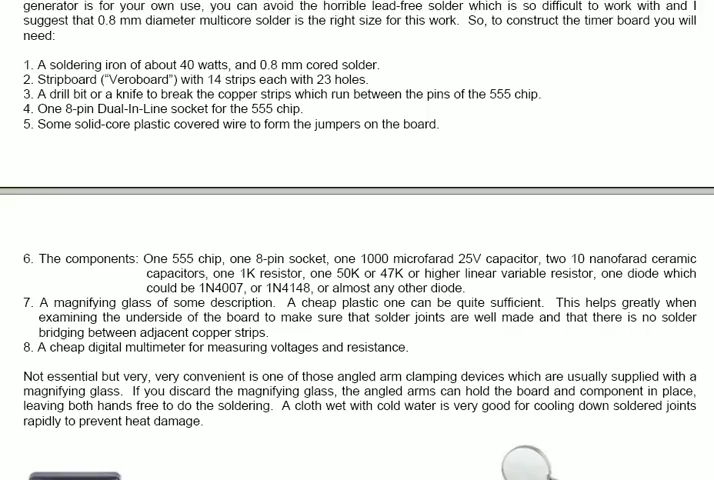 generator is for your own use, you can avoid the horrible lead-free solder which is so difficult to work with and I
suggest that 0.8 mm diameter multicore solder is the right size for this work.  So, to construct the timer board you will
need:
1. A soldering iron of about 40 watts, and 0.8 mm cored solder.
2. Stripboard (“Veroboard”) with 14 strips each with 23 holes.
3. A drill bit or a knife to break the copper strips which run between the pins of the 555 chip.
4. One 8-pin Dual-In-Line socket for the 555 chip.
5. Some solid-core plastic covered wire to form the jumpers on the board.
6. The components: One 555 chip, one 8-pin socket, one 1000 microfarad 25V capacitor, two 10 nanofarad ceramic
capacitors, one 1K resistor, one 50K or 47K or higher linear variable resistor, one diode which
could be 1N4007, or 1N4148, or almost any other diode.
7. A magnifying glass of some description.  A cheap plastic one can be quite sufficient.  This helps greatly when
examining the underside of the board to make sure that solder joints are well made and that there is no solder
bridging between adjacent copper strips.
8. A cheap digital multimeter for measuring voltages and resistance.
Not essential but very, very convenient is one of those angled arm clamping devices which are usually supplied with a
magnifying glass.  If you discard the magnifying glass, the angled arms can hold the board and component in place,
leaving both hands free to do the soldering.  A cloth wet with cold water is very good for cooling down soldered joints
rapidly to prevent heat damage.